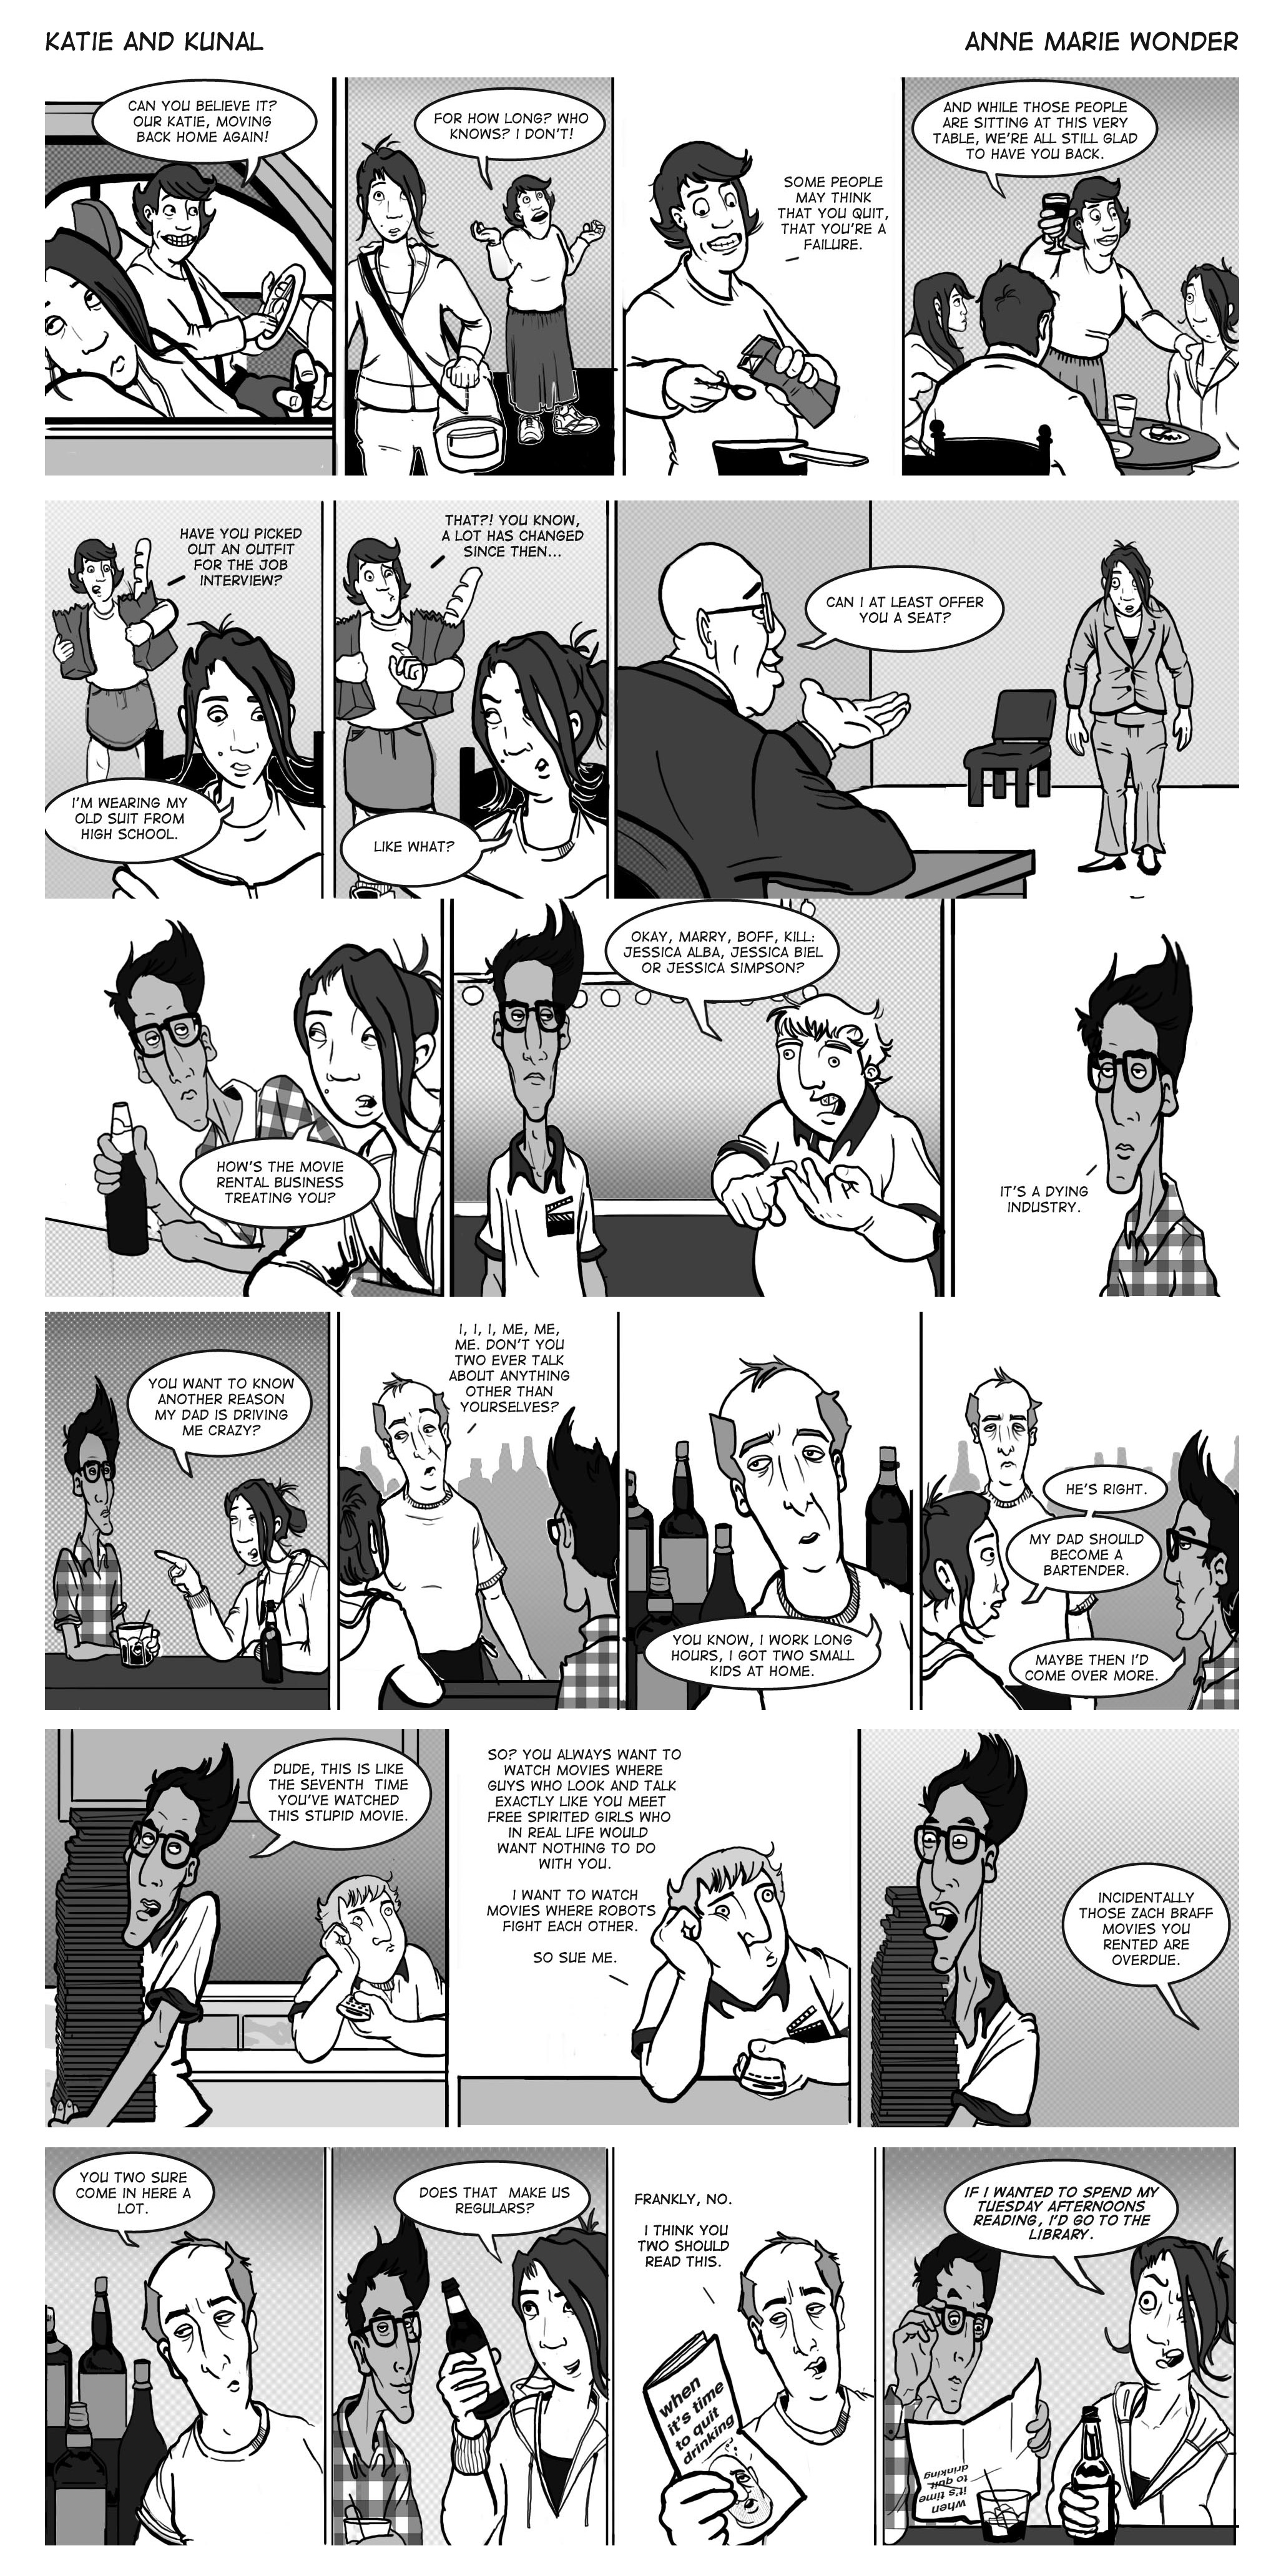 KATIE AND KUNAL
ANNE MARIE WONDER
CAN YOU BELIEVE IT?
OUR KATIE, MOVING
BACK HOME AGAIN!
FOR HOW LONG? WHO
KNOWS? I DON'T!
SOME PEOPLE
MAY THINK
THAT YOU QUIT,
THAT YOU'RE A
FAILURE.
AND WHILE THOSE PEOPLE
ARE SITTING AT THIS VERY
TABLE, WE'RE ALL STILL GLAD
TO HAVE YOU BACK.
HAVE YOU PICKED
OUT AN OUTFIT
FOR THE JOB
INTERVIEW?
I'M WEARING MY
OLD SUIT FROM
HIGH SCHOOL.
THAT?! YOU KNOW,
A LOT HAS CHANGED
SINCE THEN...
LIKE WHAT?
CAN I AT LEAST OFFER
YOU A SEAT?
HOW'S THE MOVIE
RENTAL BUSINESS
TREATING YOU?
OKAY, MARRY, BOFF, KILL:
JESSICA ALBA, JESSICA BIEL
OR JESSICA SIMPSON?
IT'S A DYING
INDUSTRY.
YOU WANT TO KNOW
ANOTHER REASON
MY DAD IS DRIVING
ME CRAZY?
I, I, I, ME, ME,
ME. DON'T YOU
TWO EVER TALK
ABOUT ANYTHING
OTHER THAN
YOURSELVES?
YOU KNOW, I WORK LONG
HOURS, I GOT TWO SMALL
KIDS AT HOME.
HE'S RIGHT.
MY DAD SHOULD
BECOME A
BARTENDER.
MAYBE THEN I'D
COME OVER MORE.
DUDE, THIS IS LIKE
THE SEVENTH TIME
YOU'VE WATCHED
THIS STUPID MOVIE.
SO? YOU ALWAYS WANT TO
WATCH MOVIES WHERE
GUYS WHO LOOK AND TALK
EXACTLY LIKE YOU MEET
FREE SPIRITED GIRLS WHO
IN REAL LIFE WOULD
WANT NOTHING TO DO
WITH YOU.
I WANT TO WATCH
MOVIES WHERE ROBOTS
FIGHT EACH OTHER.
SO SUE ME.
INCIDENTALLY
THOSE ZACH BRAFF
MOVIES YOU
RENTED ARE
OVERDUE.
YOU TWO SURE
COME IN HERE A
LOT.
DOES THAT MAKE US
REGULARS?
FRANKLY, NO.
I THINK YOU
TWO SHOULD
READ THIS.
when
it's time
to quit
drinking
IF I WANTED TO SPEND MY
TUESDAY AFTERNOONS
READING, I'D GO TO THE
LIBRARY.
when
it's time
to quit
drinking